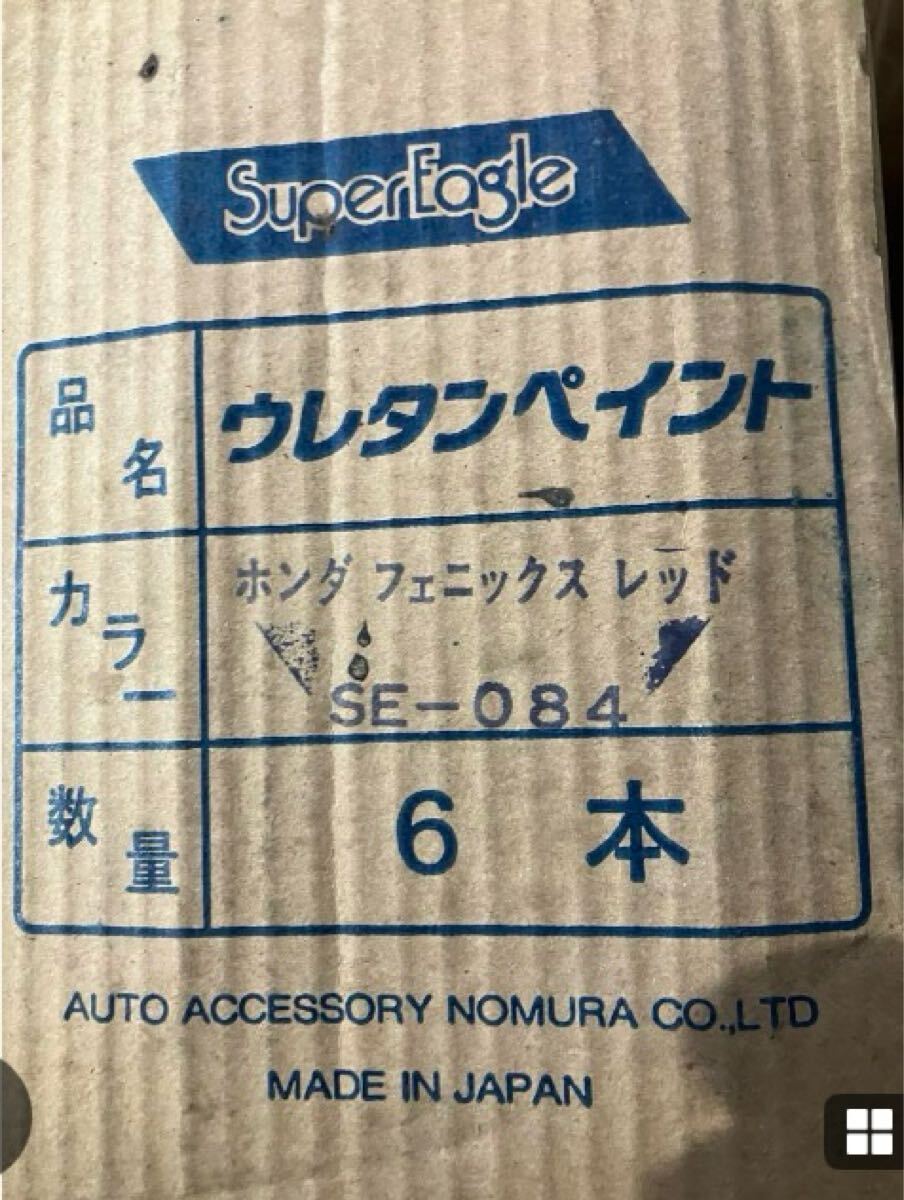 SuperEagle
品名 ウレタンペイント
カラー ホンダ フェニックス レッド
SE-084
数量 6本
AUTO ACCESSORY NOMURA CO.,LTD
MADE IN JAPAN